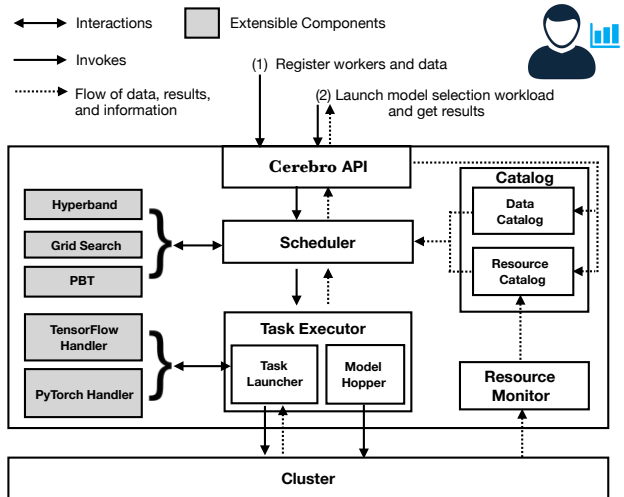 Interactions
Extensible Components
Invokes
(1) Register workers and data
Flow of data, results,
and information
(2) Launch model selection workload
and get results
Cerebro API
Catalog
Hyperband
Data
Catalog
Grid Search
Scheduler
PBT
Resource
Catalog
TensorFlow
Handler
Task Executor
Task
Launcher
Model
Hopper
PyTorch Handler
Resource
Monitor
Cluster